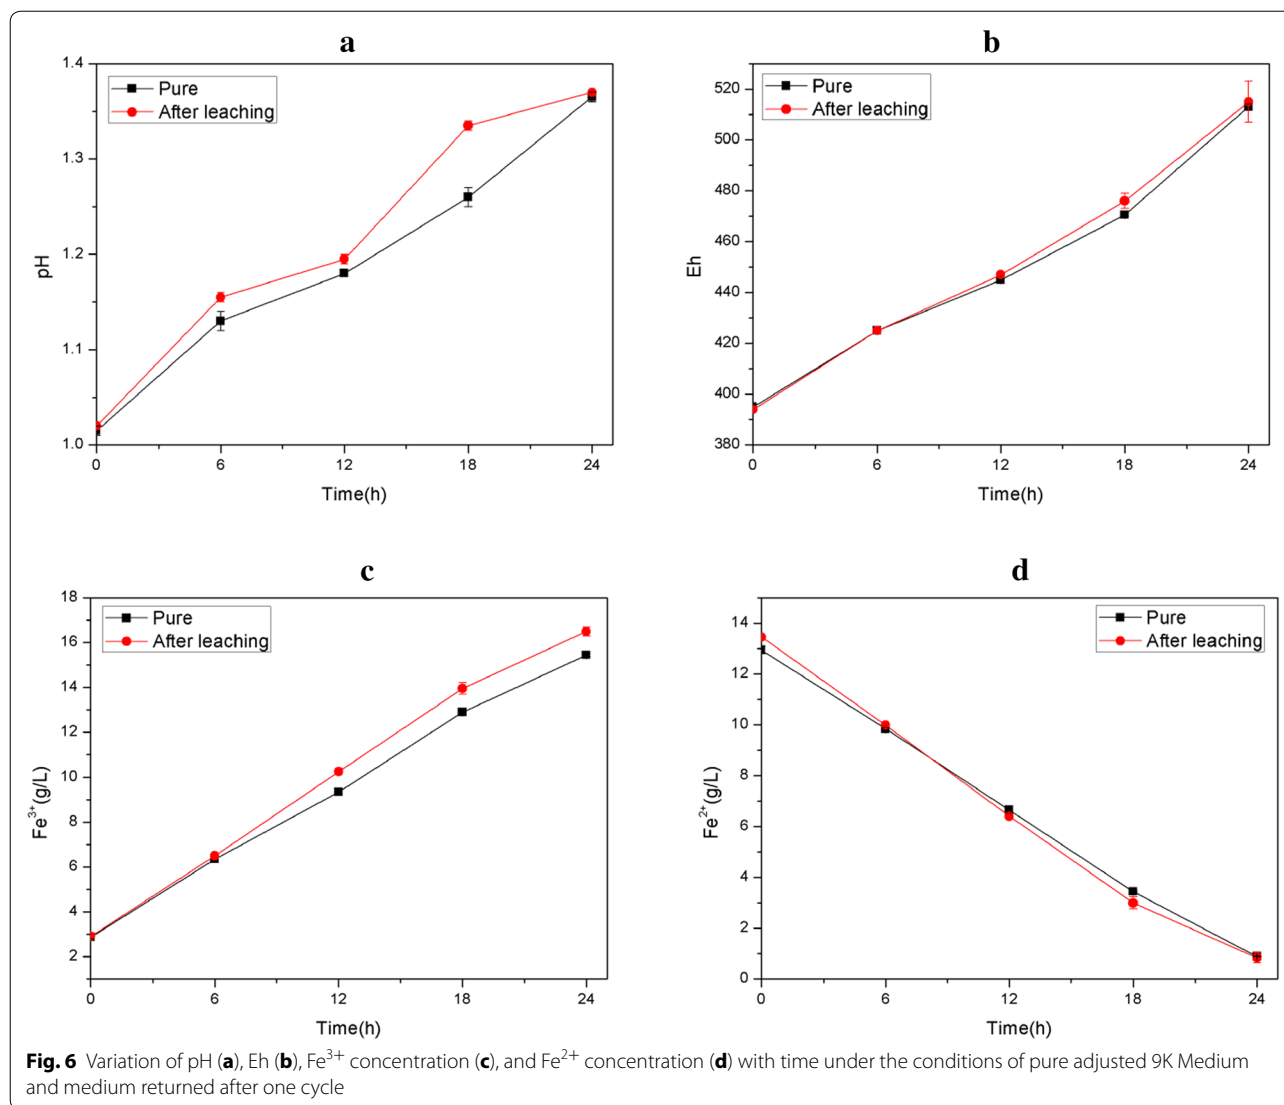 a
1.4
1.3
1.2
1.1
1.0
pH
Pure
After leaching
0 6 12 18 24
Time(h)
b
520
500
480
460
440
420
400
380
Eh
Pure
After leaching
0 6 12 18 24
Time(h)
c
18
16
14
12
10
8
6
4
2
Fe³⁺(g/L)
Pure
After leaching
0 6 12 18 24
Time(h)
d
14
12
10
8
6
4
2
0
Fe²⁺(g/L)
Pure
After leaching
0 6 12 18 24
Time(h)
Fig. 6 Variation of pH (a), Eh (b), Fe³⁺ concentration (c), and Fe²⁺ concentration (d) with time under the conditions of pure adjusted 9K Medium
and medium returned after one cycle